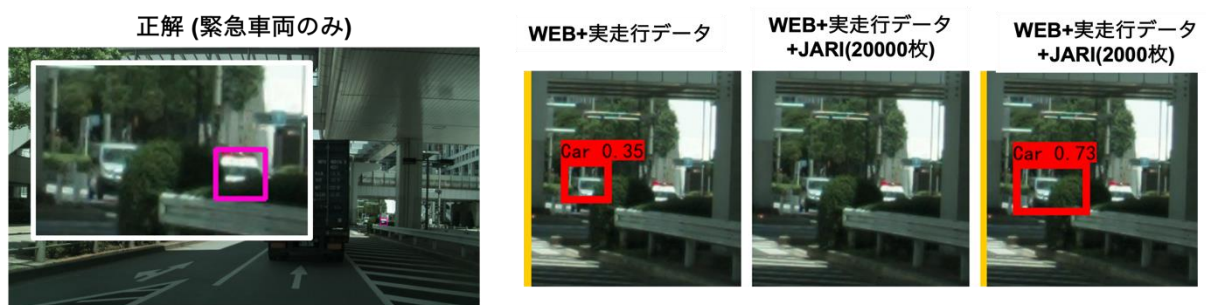 正解 (緊急車両のみ)
WEB+実走行データ
WEB+実走行データ
+JARI(20000枚)
WEB+実走行データ
+JARI(2000枚)
Car 0.35
Car 0.73